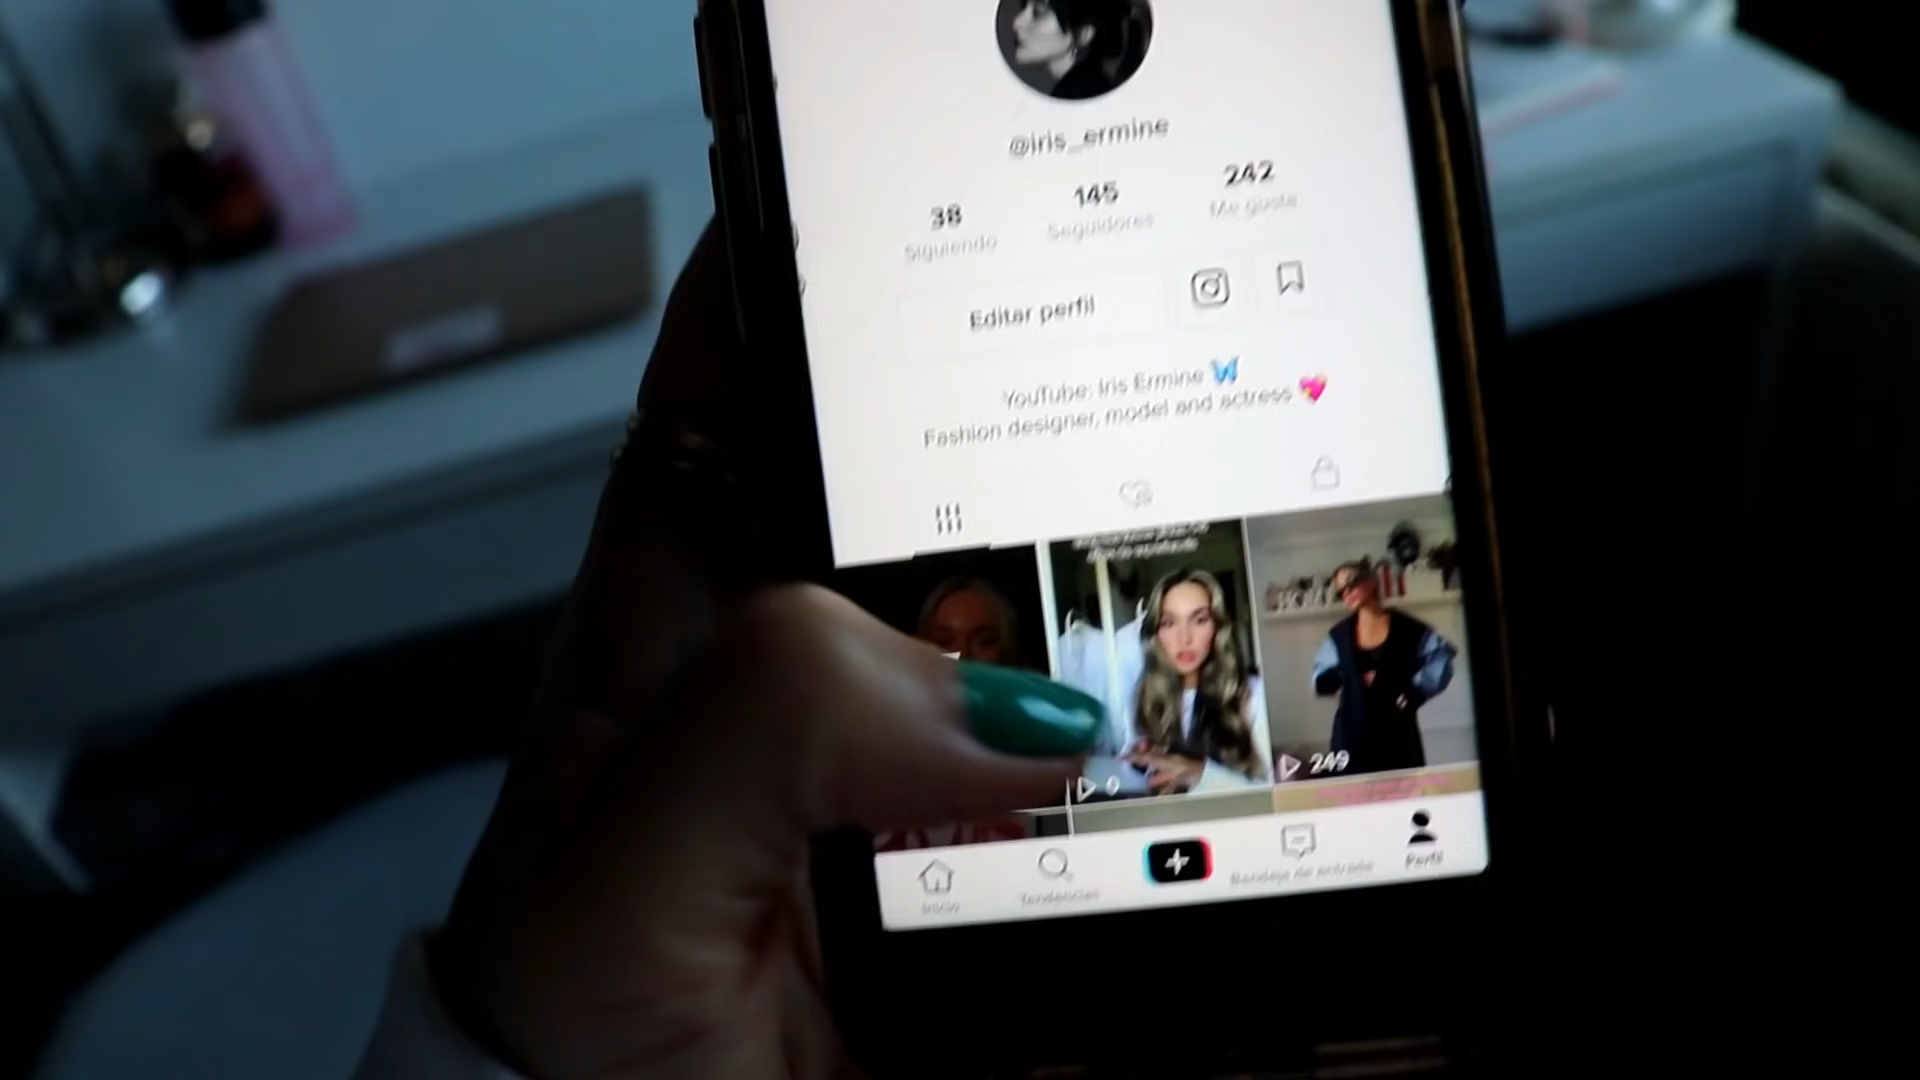 @iris_ermine
38 145 242
Siguiendo Seguidores Me gusta
Editar perfil
YouTube: Iris Ermine 🦋
Fashion designer, model and actress 💖
0 249
Inicio Tendencias Bandeja de entrada Perfil